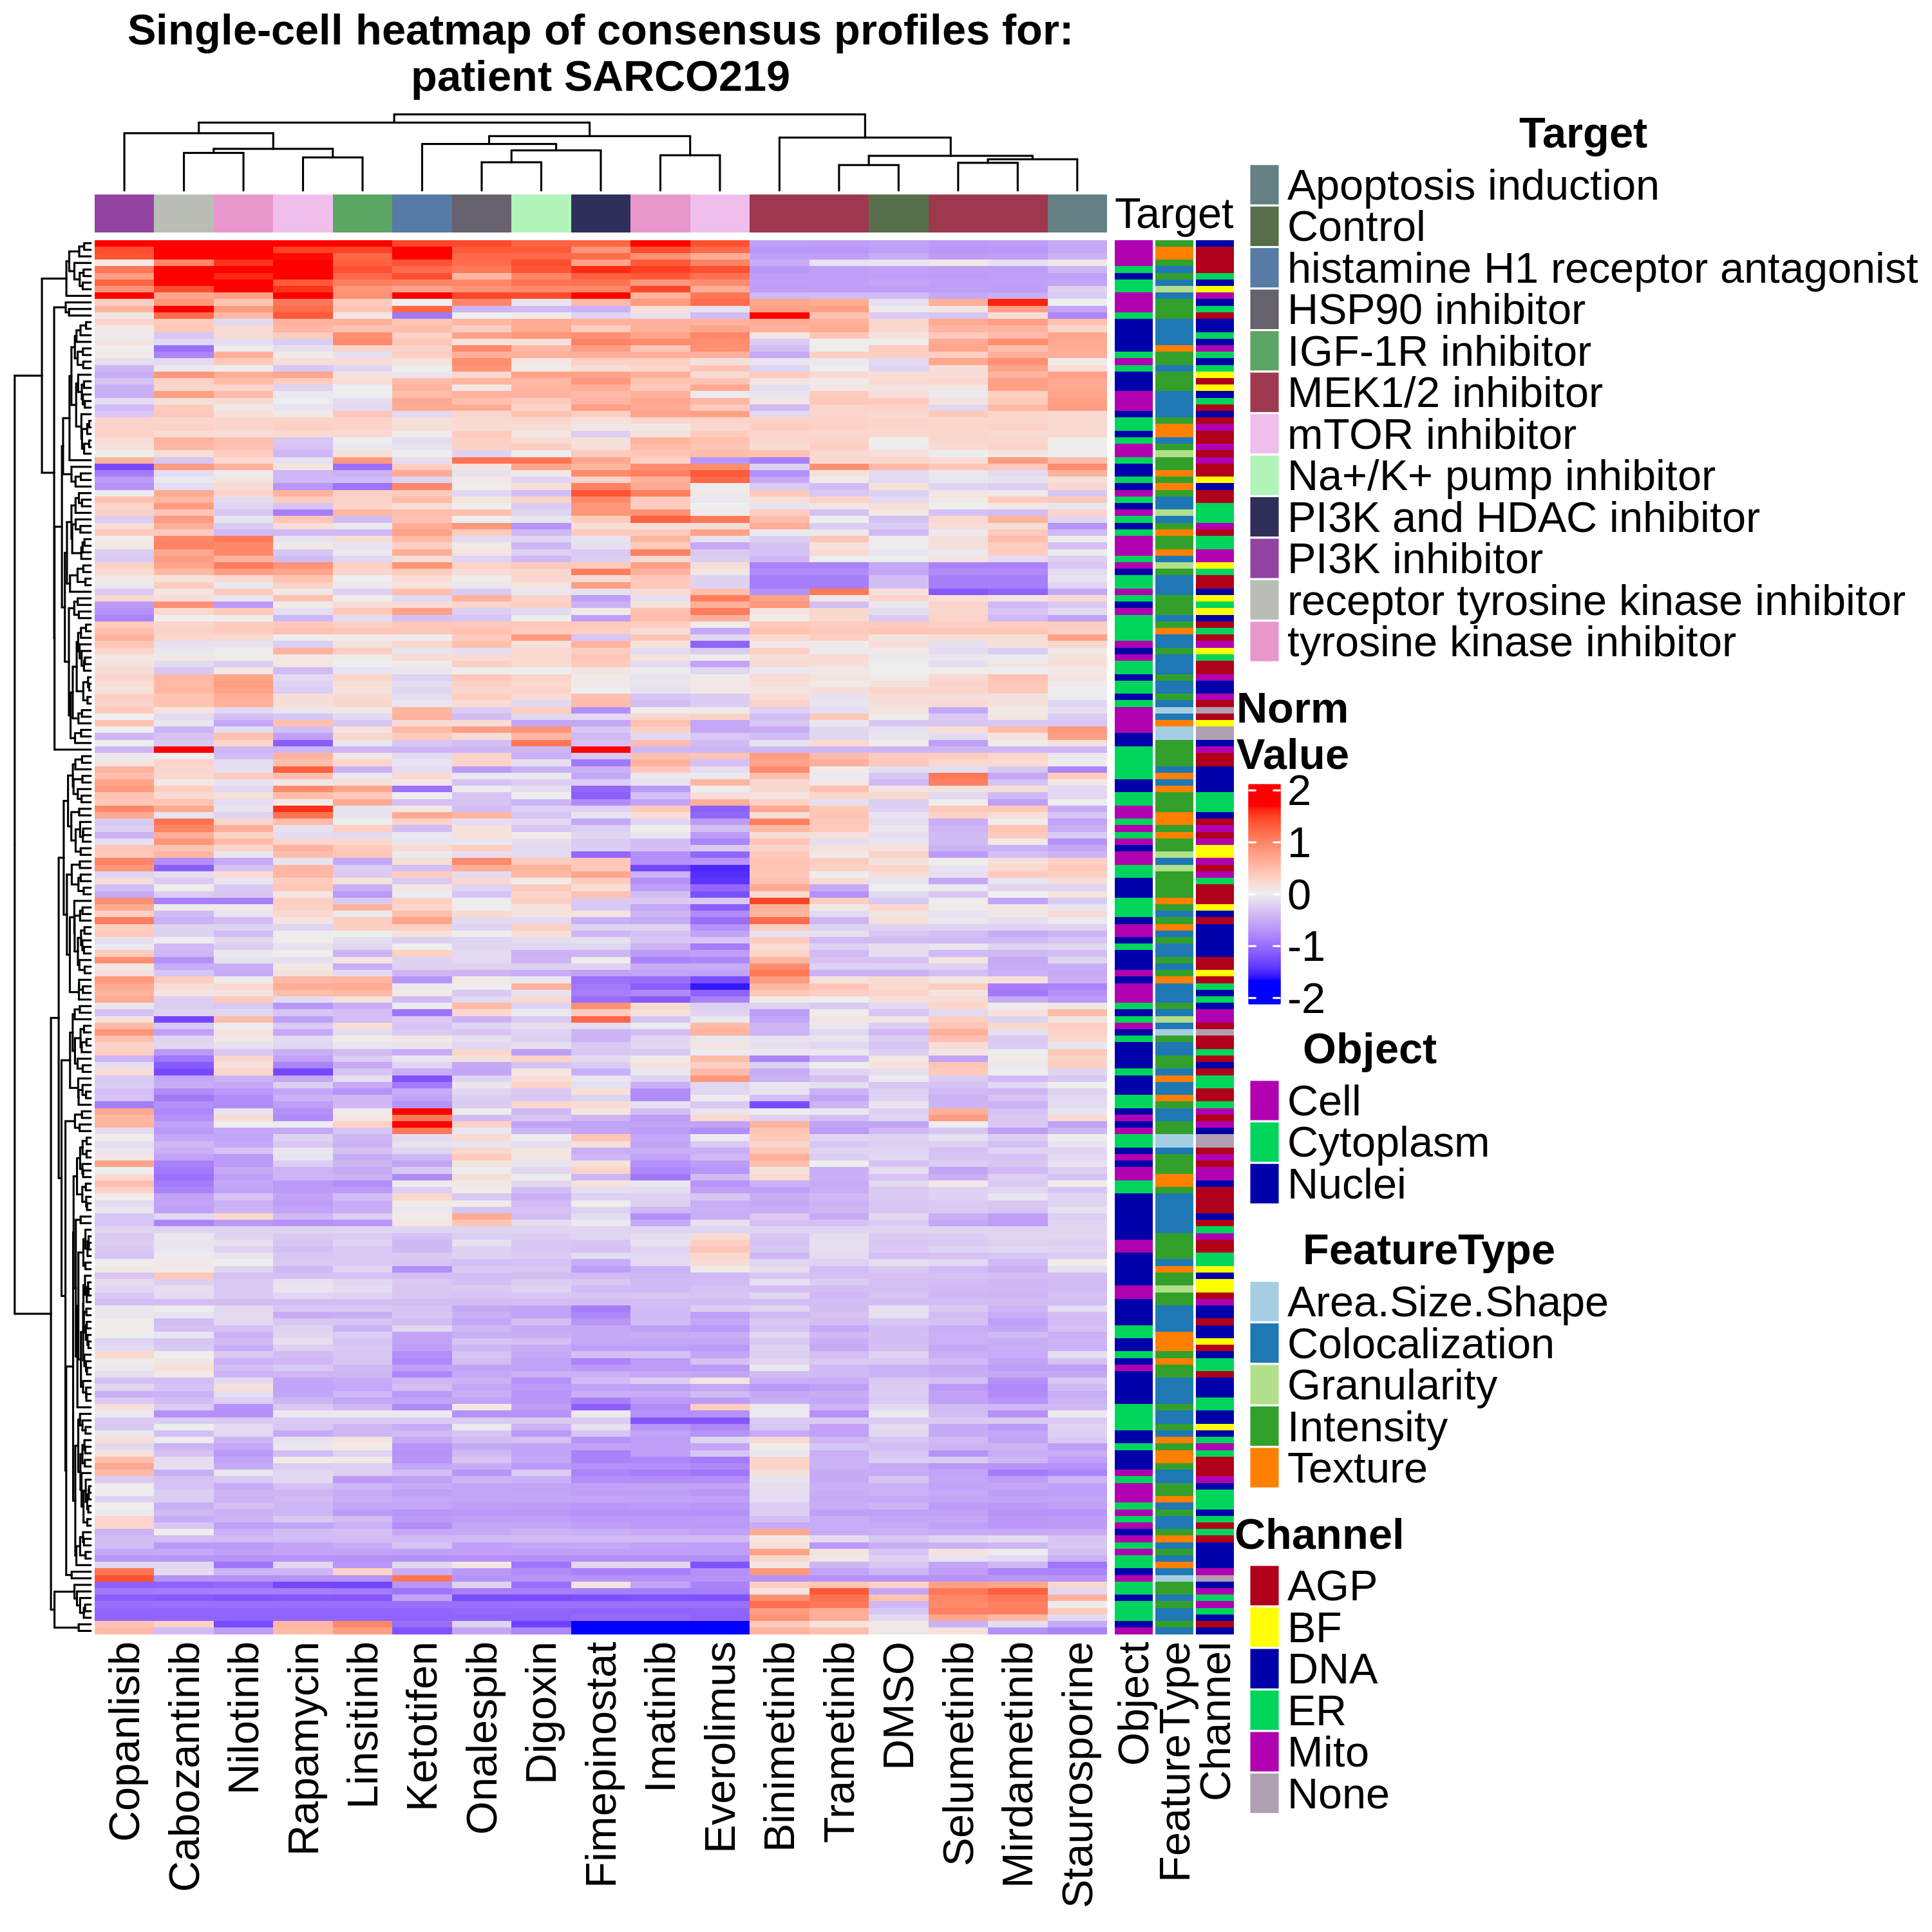 Single-cell heatmap of consensus profiles for:
patient SARCO219
Target
Target
Apoptosis induction
Control
histamine H1 receptor antagonist
HSP90 inhibitor
IGF-1R inhibitor
MEK1/2 inhibitor
mTOR inhibitor
Na+/K+ pump inhibitor
PI3K and HDAC inhibitor
PI3K inhibitor
receptor tyrosine kinase inhibitor
tyrosine kinase inhibitor
Norm
Value
2
1
0
-1
-2
Object
Cell
Cytoplasm
Nuclei
FeatureType
Area.Size.Shape
Colocalization
Granularity
Intensity
Texture
Channel
AGP
BF
DNA
ER
Mito
None
Copanlisib
Cabozantinib
Nilotinib
Rapamycin
Linsitinib
Ketotifen
Onalespib
Digoxin
Fimepinostat
Imatinib
Everolimus
Binimetinib
Trametinib
DMSO
Selumetinib
Mirdametinib
Staurosporine
Object
FeatureType
Channel